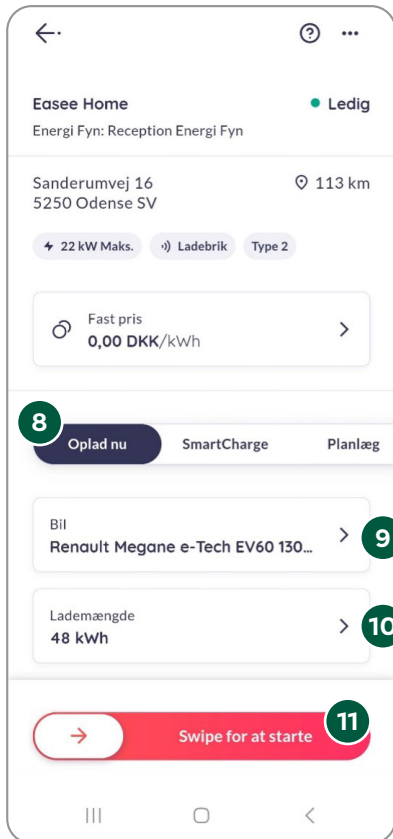 Easee Home
Ledig
Energi Fyn: Reception Energi Fyn
Sanderumvej 16
113 km
5250 Odense SV
22 kW Maks.
Ladebrik
Type 2
Fast pris
0,00 DKK/kWh
8
Oplad nu
SmartCharge
Planlæg
Bil
Renault Megane e-Tech EV60 130...
9
Lademængde
48 kWh
10
11
Swipe for at starte